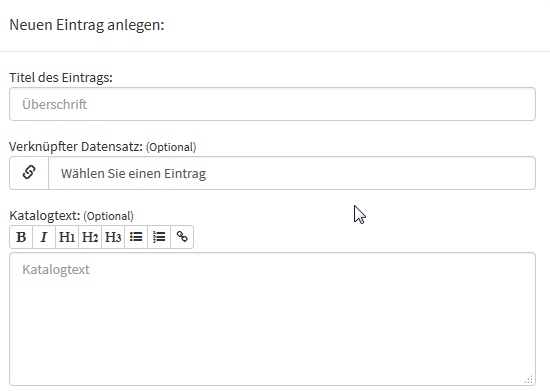 Neuen Eintrag anlegen:
Titel des Eintrags:
Überschrift
Verknüpfter Datensatz: (Optional)
Wählen Sie einen Eintrag
Katalogtext: (Optional)
B I H1 H2 H3
Katalogtext